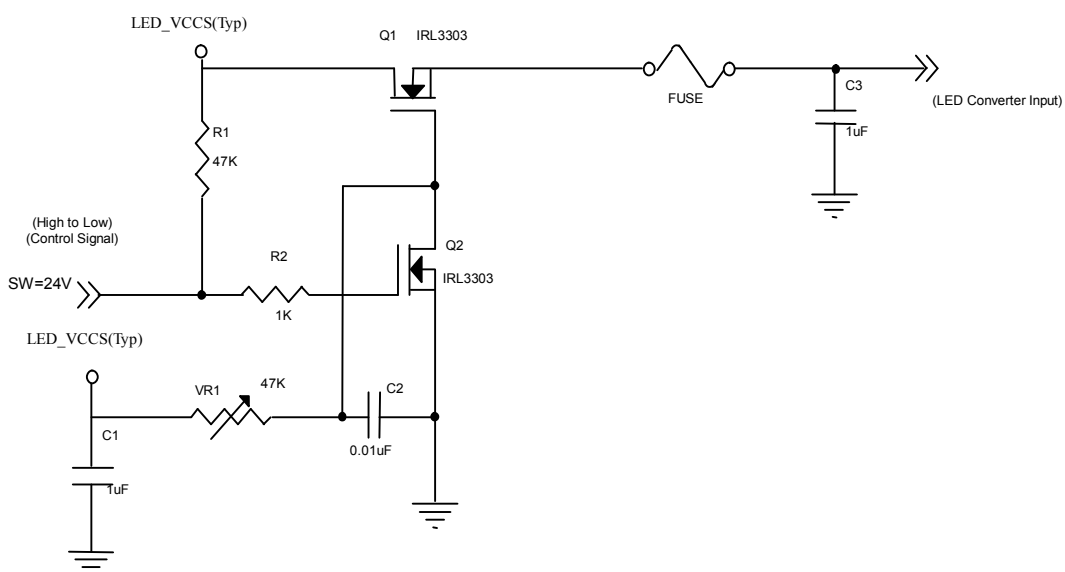 LED_VCCS(Typ)
Q1 IRL3303
FUSE
C3
(LED Converter Input)
1uF
R1
47K
(High to Low)
(Control Signal)
SW=24V
R2
1K
Q2
IRL3303
LED_VCCS(Typ)
VR1
47K
C2
0.01uF
C1
1uF